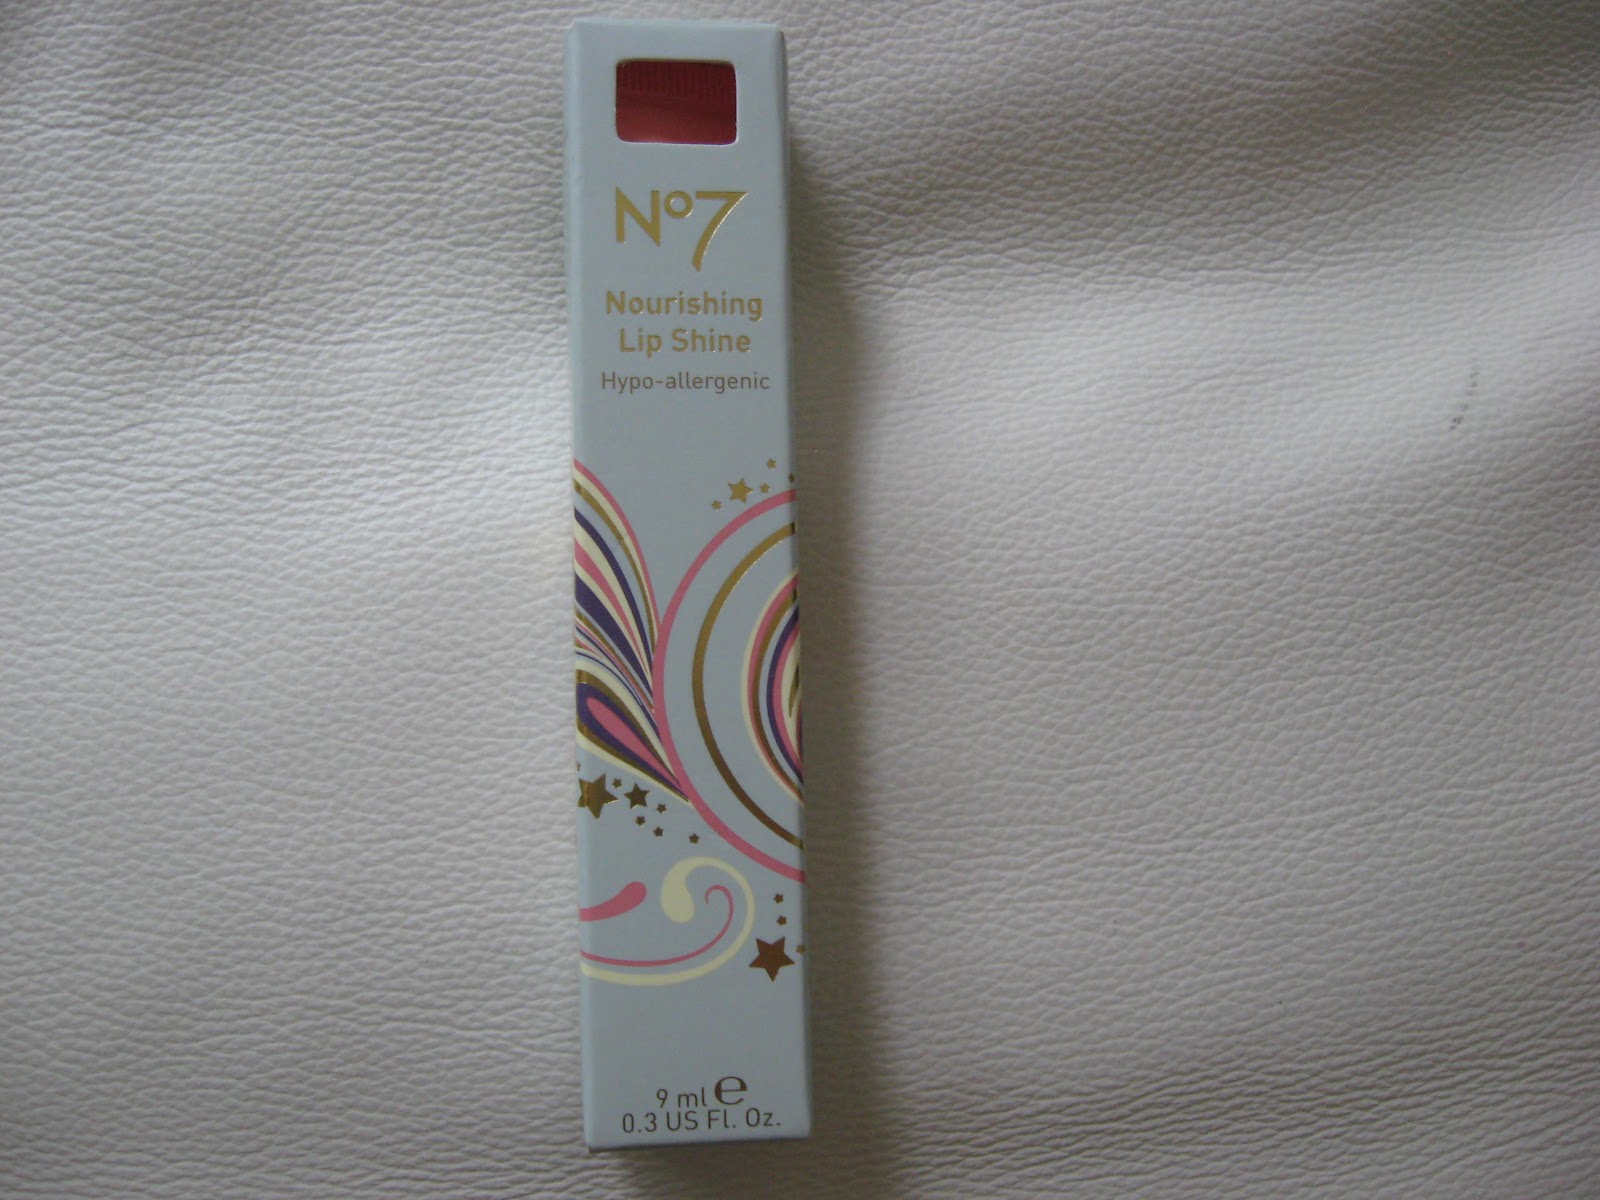 Nº7
Nourishing
Lip Shine
Hypo-allergenic
9 ml ℮
0.3 US Fl. Oz.